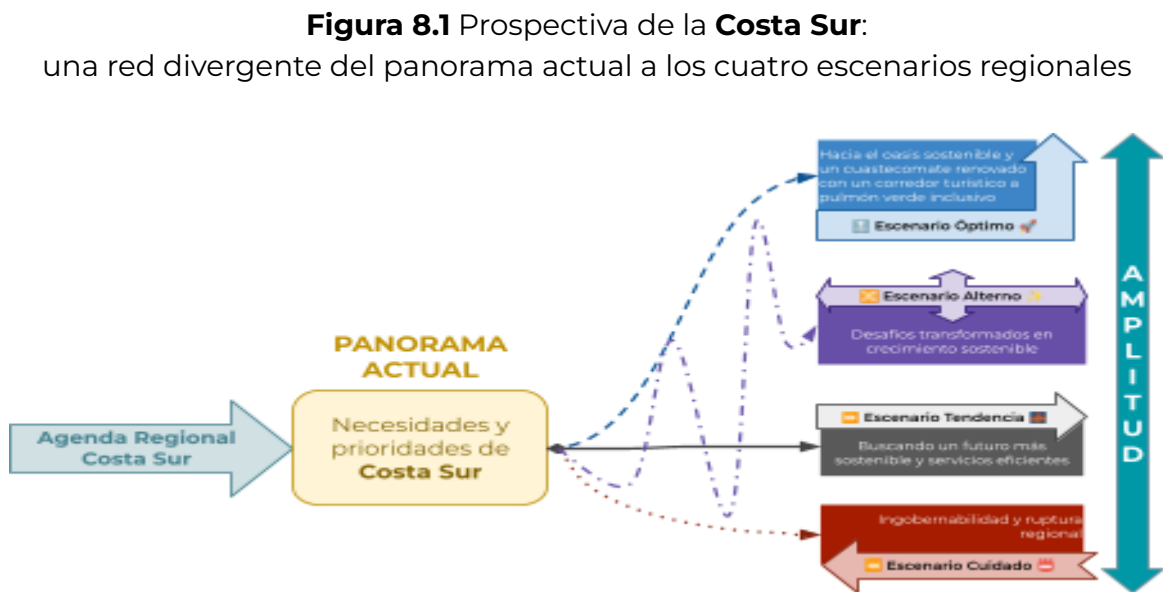 Figura 8.1 Prospectiva de la Costa Sur:
una red divergente del panorama actual a los cuatro escenarios regionales
Hacia el oasis sostenible y
un cuastecomate renovado
con un corredor turístico a
pulmón verde inclusivo
Escenario Óptimo
Escenario Alterno
Desafíos transformados en
crecimiento sostenible
PANORAMA
ACTUAL
Necesidades y
prioridades de
Costa Sur
Agenda Regional
Costa Sur
Escenario Tendencia
Buscando un futuro más
sostenible y servicios eficientes
Ingobernabilidad y ruptura
regional
Escenario Cuidado
AMPLITUD